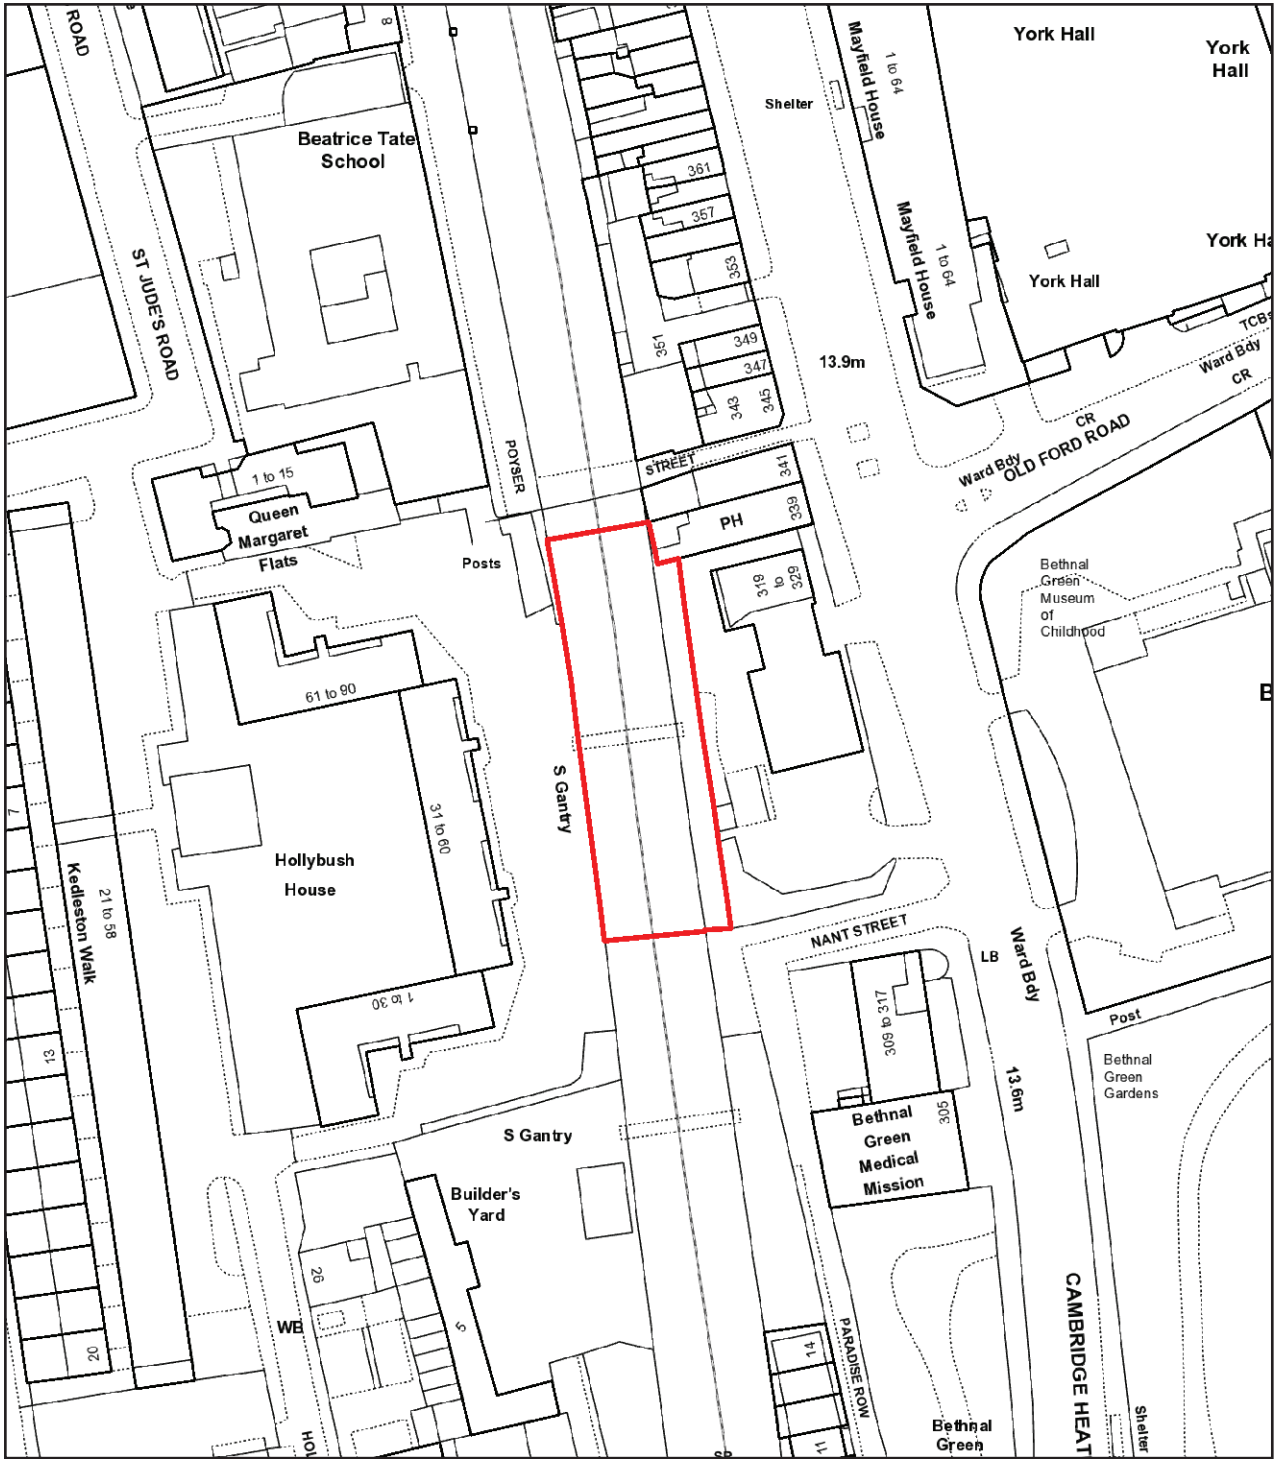 ROAD
8
Beatrice Tate
School
ST JUDE'S ROAD
1 to 15
Queen
Margaret
Flats
POYSER
STREET
Posts
361
357
353
351
349
347
345
343
341
339
PH
319
to
329
Shelter
Mayfield House
1 to 64
Mayfield House
1 to 64
York Hall
York
Hall
York Ha
York Hall
TCBs
Ward Bdy
CR
CR
OLD FORD ROAD
Ward Bdy
13.9m
Bethnal
Green
Museum
of
Childhood
B
61 to 90
31 to 60
Hollybush
House
1 to 30
S Gantry
7
Kedleston Walk
21 to 58
13
20
NANT STREET
LB
Ward Bdy
309 to 317
Post
Bethnal
Green
Gardens
13.6m
305
Bethnal
Green
Medical
Mission
S Gantry
Builder's
Yard
26
WB
5
HOL
14
11
PARADISE ROW
CAMBRIDGE HEAT
Shelter
Bethnal
Green